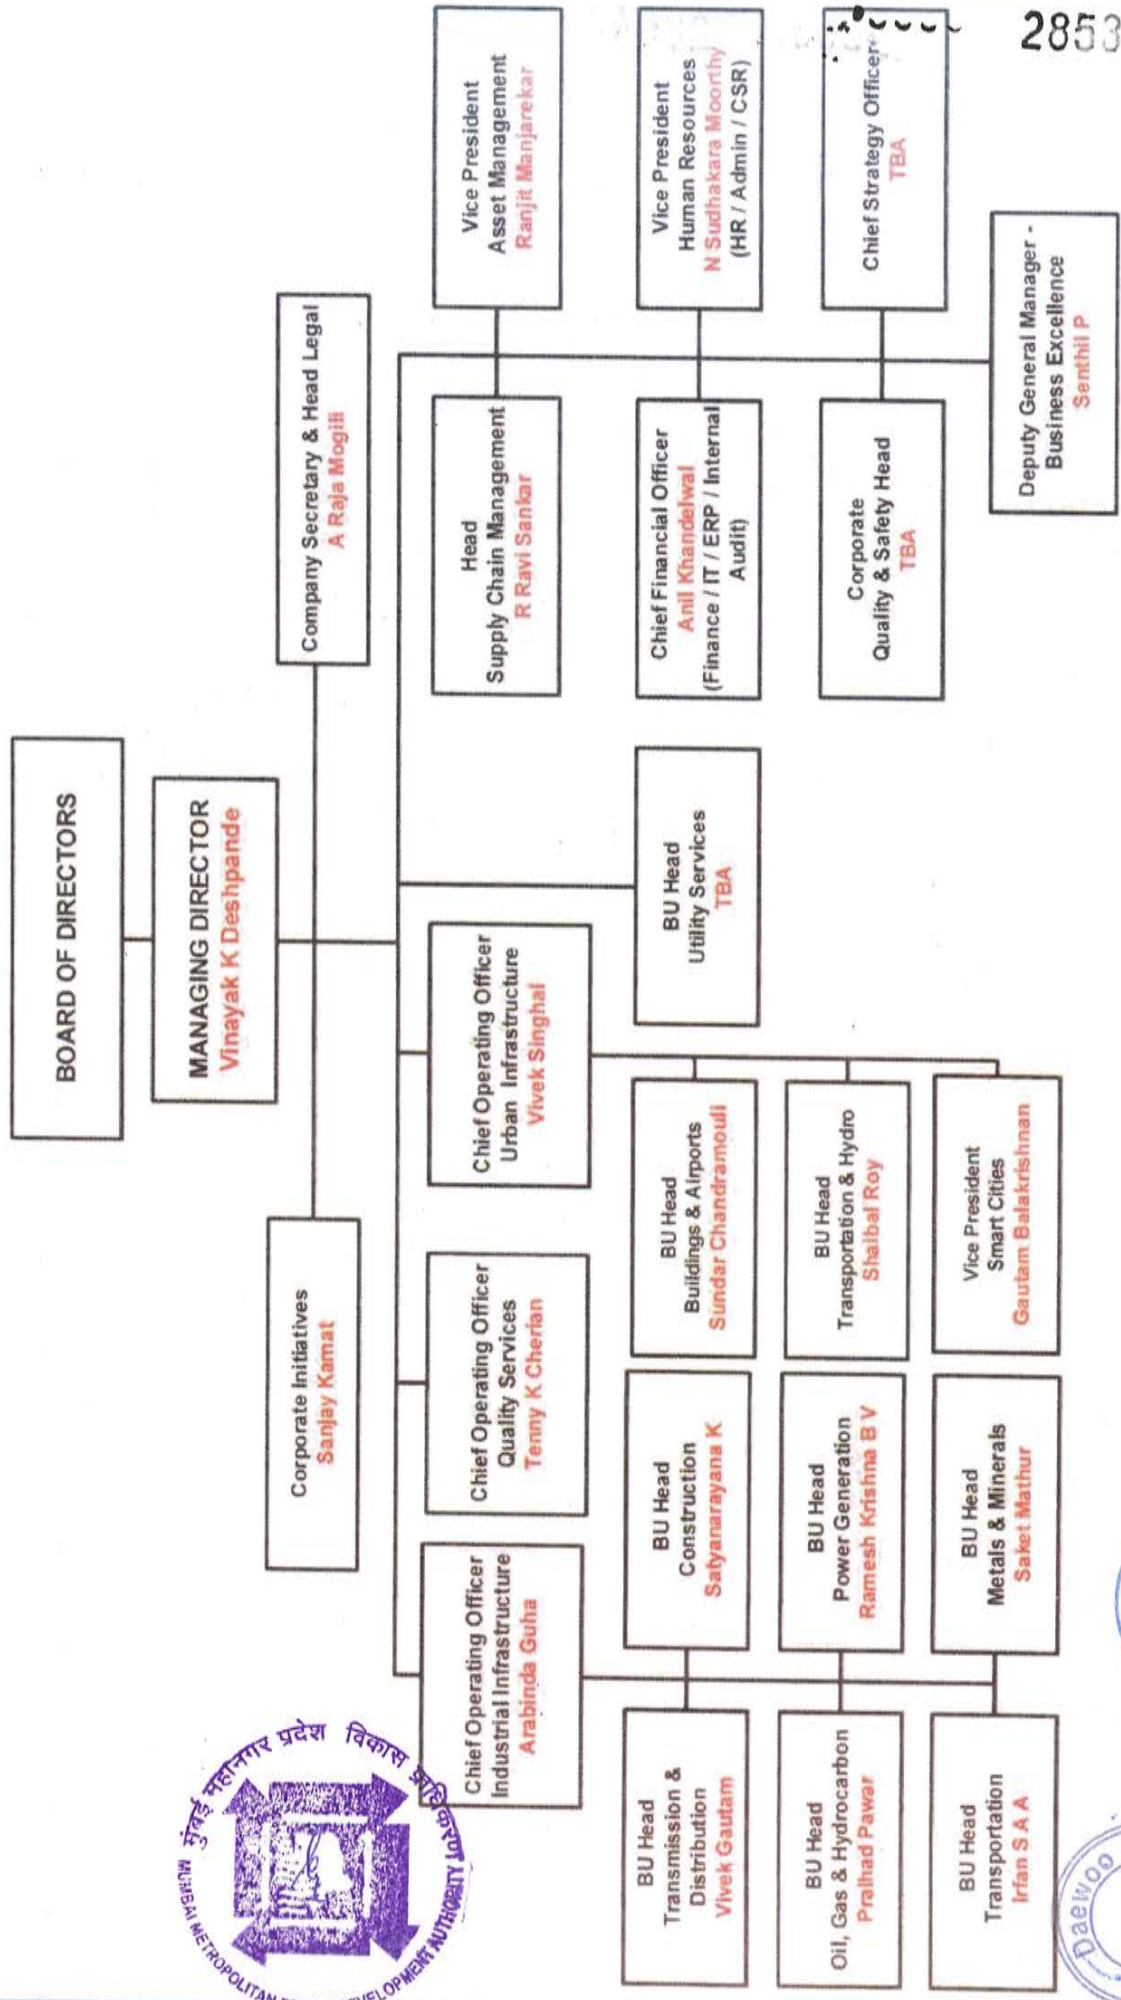 2853
BOARD OF DIRECTORS
MANAGING DIRECTOR
Vinayak K Deshpande
Corporate Initiatives
Sanjay Kamat
Company Secretary & Head Legal
A Raja Mogili
Chief Operating Officer
Industrial Infrastructure
Arabinda Guha
Chief Operating Officer
Quality Services
Tenny K Cherian
Chief Operating Officer
Urban Infrastructure
Vivek Singhal
Head
Supply Chain Management
R Ravi Sankar
Vice President
Asset Management
Ranjit Manjarekar
BU Head
Transmission &
Distribution
Vivek Gautam
BU Head
Construction
Satyanarayana K
BU Head
Buildings & Airports
Sundar Chandramouli
BU Head
Utility Services
TBA
Chief Financial Officer
Anil Khandelwal
(Finance / IT / ERP / Internal
Audit)
Vice President
Human Resources
N Sudhakara Moorthy
(HR / Admin / CSR)
BU Head
Oil, Gas & Hydrocarbon
Pralhad Pawar
BU Head
Power Generation
Ramesh Krishna B V
BU Head
Transportation & Hydro
Shaibal Roy
Corporate
Quality & Safety Head
TBA
Chief Strategy Officer
TBA
BU Head
Transportation
Irfan S A A
BU Head
Metals & Minerals
Saket Mathur
Vice President
Smart Cities
Gautam Balakrishnan
Deputy General Manager -
Business Excellence
Senthil P
मुंबई महानगर प्रदेश विकास प्राधिकरण
MUMBAI METROPOLITAN DEVELOPMENT AUTHORITY
Daewoo